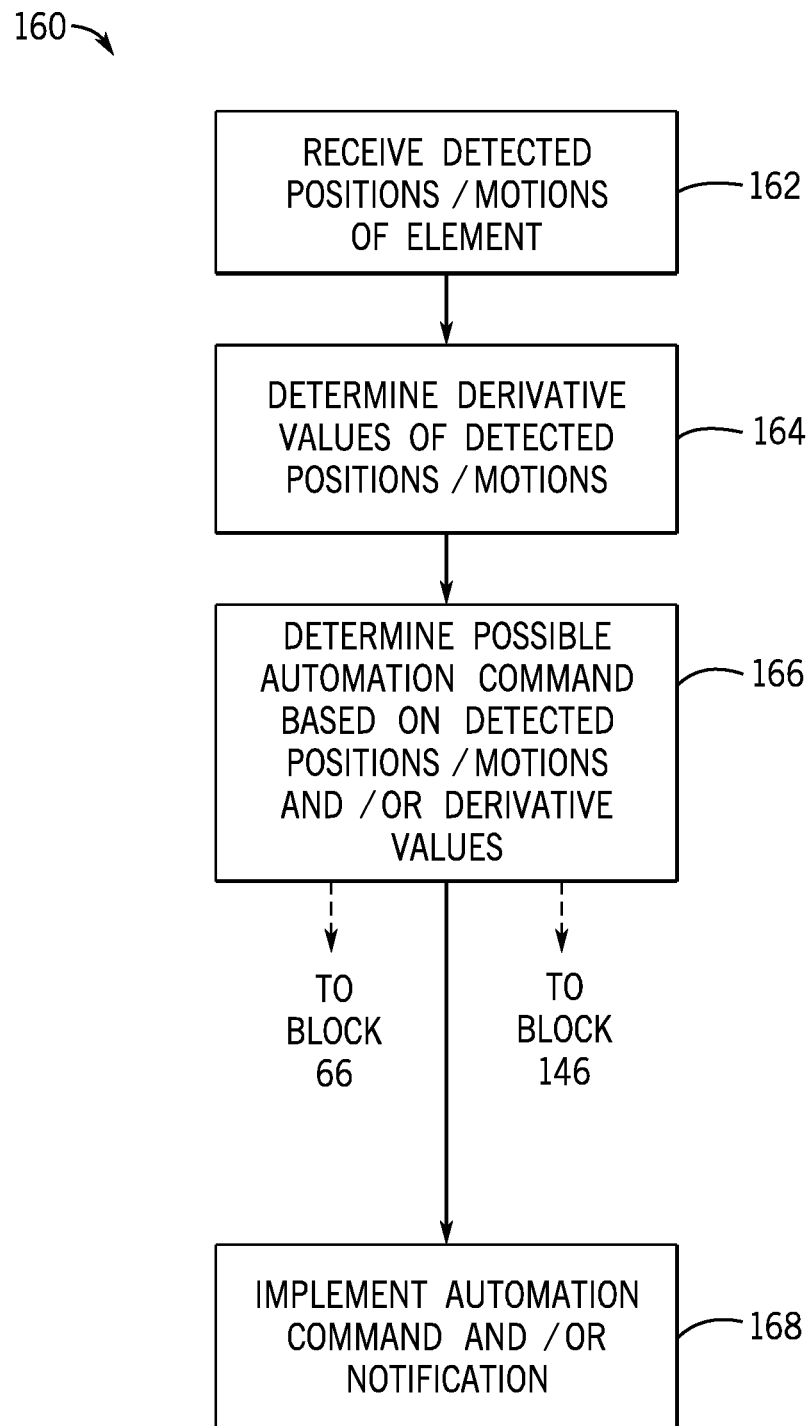 160
RECEIVE DETECTED
POSITIONS / MOTIONS
OF ELEMENT
162
DETERMINE DERIVATIVE
VALUES OF DETECTED
POSITIONS / MOTIONS
164
DETERMINE POSSIBLE
AUTOMATION COMMAND
BASED ON DETECTED
POSITIONS / MOTIONS
AND / OR DERIVATIVE
VALUES
166
TO
BLOCK
66
TO
BLOCK
146
IMPLEMENT AUTOMATION
COMMAND AND / OR
NOTIFICATION
168